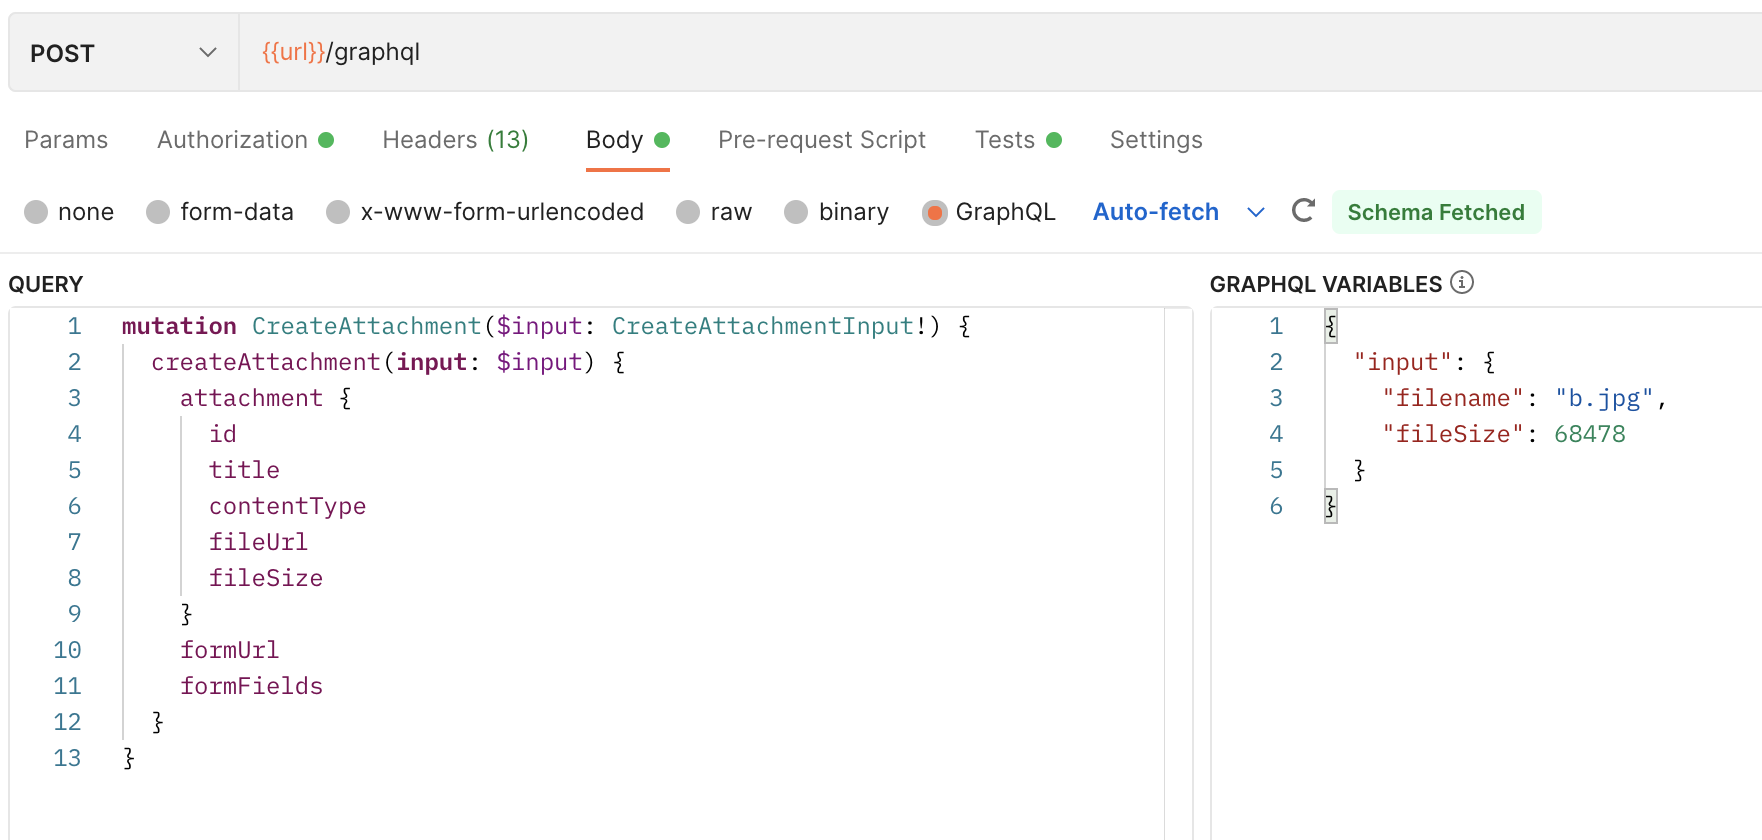 POST {{url}}/graphql
Params Authorization Headers (13) Body Pre-request Script Tests Settings
none form-data x-www-form-urlencoded raw binary GraphQL Auto-fetch Schema Fetched
QUERY
1 mutation CreateAttachment($input: CreateAttachmentInput!) {
2 createAttachment(input: $input) {
3 attachment {
4 id
5 title
6 contentType
7 fileUrl
8 fileSize
9 }
10 formUrl
11 formFields
12 }
13 }
GRAPHQL VARIABLES
1 {
2 "input": {
3 "filename": "b.jpg",
4 "fileSize": 68478
5 }
6 }